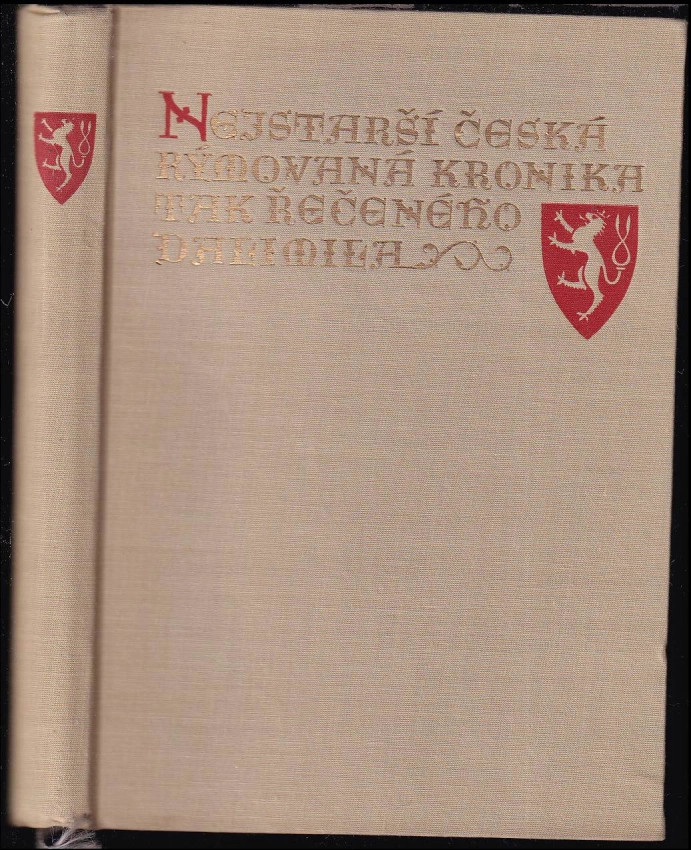 NEJSTARŠÍ ČESKÁ
RÝMOVANÁ KRONIKA
TAK ŘEČENÉHO
DALIMILA